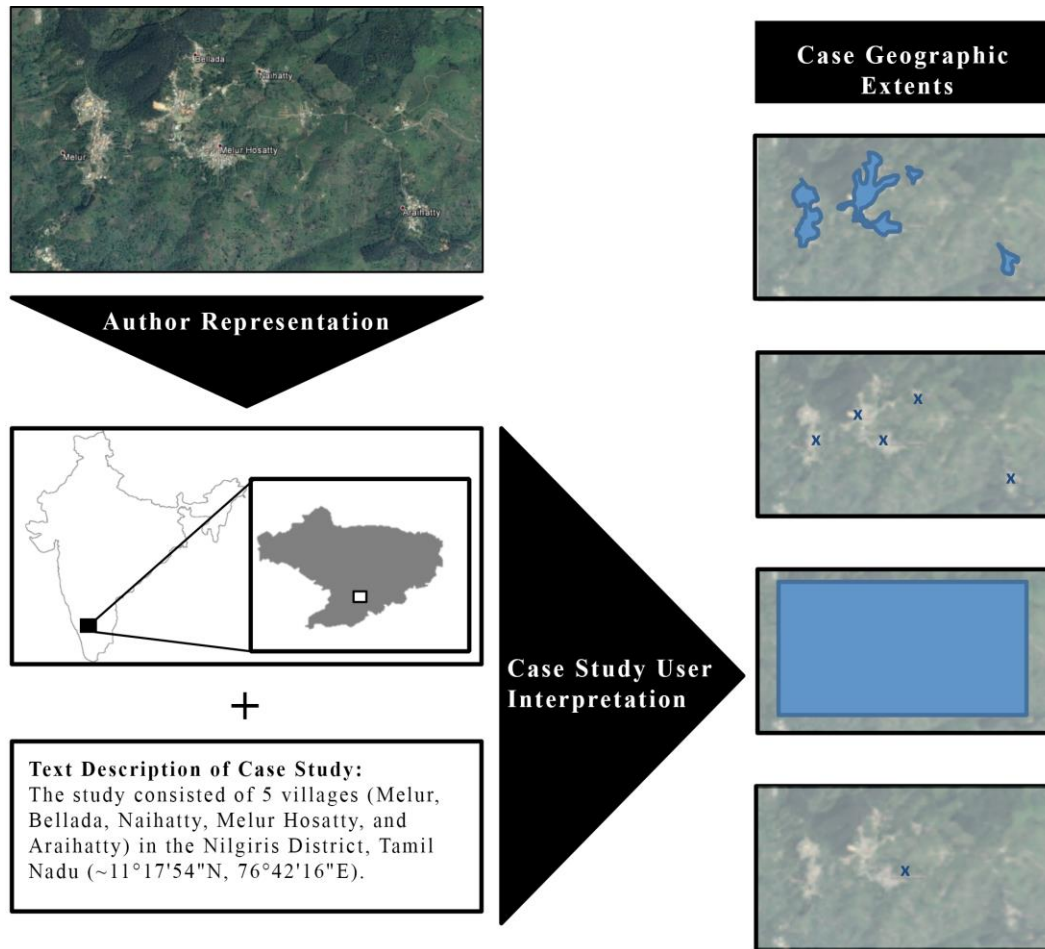 Bellada
Naihatty
Melur
Melur Hosatty
Araihatty
Author Representation
+
Text Description of Case Study:
The study consisted of 5 villages (Melur,
Bellada, Naihatty, Melur Hosatty, and
Araihatty) in the Nilgiris District, Tamil
Nadu (~11°17'54"N, 76°42'16"E).
Case Study User
Interpretation
Case Geographic
Extents
x
x
x
x
x
x